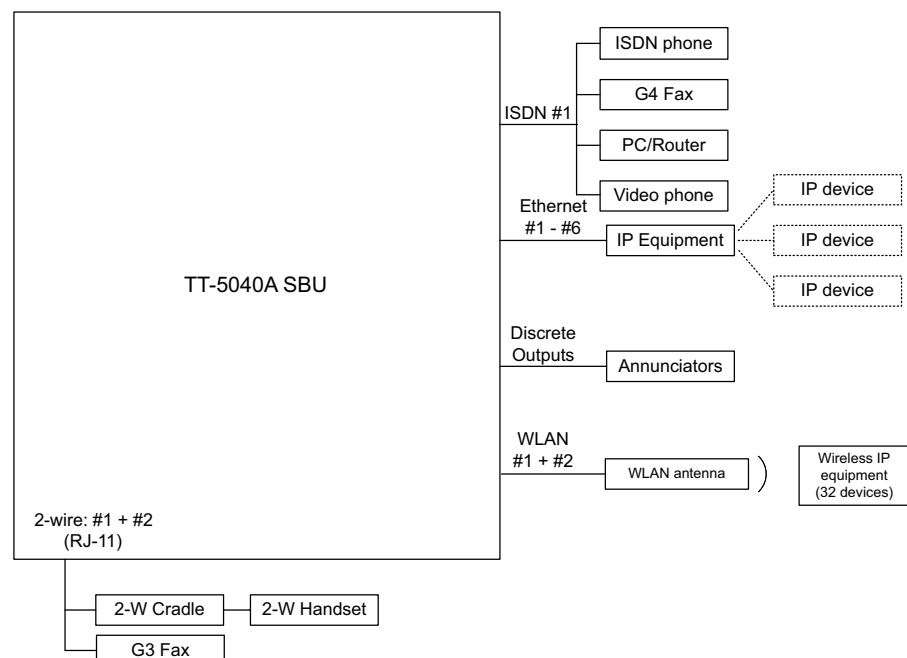 ISDN phone
G4 Fax
ISDN #1
PC/Router
Video phone
Ethernet
#1 - #6
IP Equipment
IP device
IP device
IP device
TT-5040A SBU
Discrete
Outputs
Annunciators
WLAN
#1 + #2
WLAN antenna
Wireless IP
equipment
(32 devices)
2-wire: #1 + #2
(RJ-11)
2-W Cradle
2-W Handset
G3 Fax